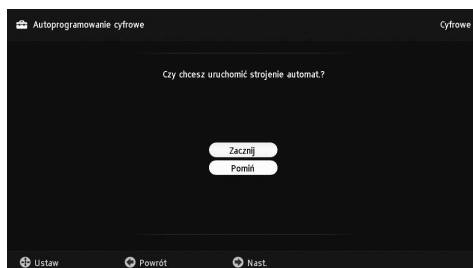 Autoprogramowanie cyfrowe Cyfrowe
Czy chcesz uruchomić strojenie automat.?
Zacznij
Pomiń
Ustaw Powrót Nast.